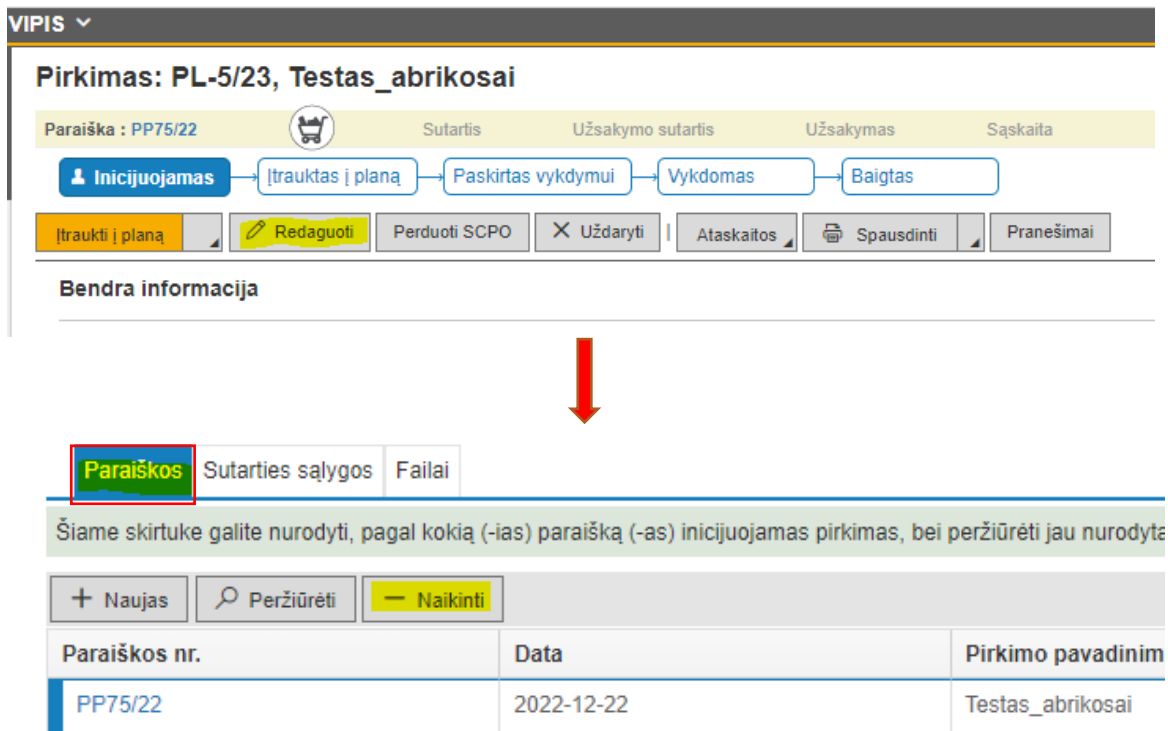 VIPIS
Pirkimas: PL-5/23, Testas_abrikosai
Paraiška : PP75/22 Sutartis Užsakymo sutartis Užsakymas Sąskaita
Inicijuojamas Įtrauktas į planą Paskirtas vykdymui Vykdomas Baigtas
Įtraukti į planą Redaguoti Perduoti SCPO Uždaryti | Ataskaitos Spausdinti Pranešimai
Bendra informacija
Paraiškos Sutarties sąlygos Failai
Šiame skirtuke galite nurodyti, pagal kokią (-ias) paraišką (-as) inicijuojamas pirkimas, bei peržiūrėti jau nurodyta
+ Naujas Peržiūrėti — Naikinti
Paraiškos nr. Data Pirkimo pavadinim
PP75/22 2022-12-22 Testas_abrikosai